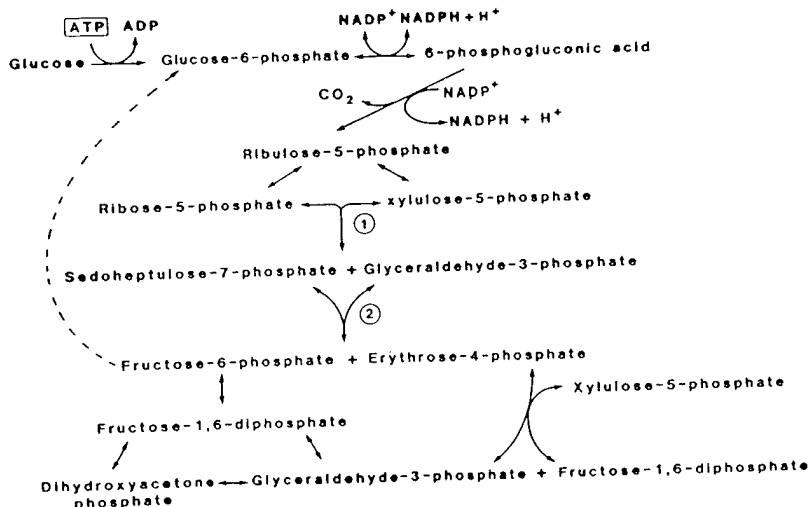 ATP ADP NADP+ NADPH + H+
Glucose Glucose-6-phosphate 6-phosphogluconic acid
CO2 NADP+
NADPH + H+
Ribulose-5-phosphate
Ribose-5-phosphate xylulose-5-phosphate
1
Sedoheptulose-7-phosphate + Glyceraldehyde-3-phosphate
2
Fructose-6-phosphate + Erythrose-4-phosphate
Xylulose-5-phosphate
Fructose-1,6-diphosphate
Dihydroxyacetone Glyceraldehyde-3-phosphate + Fructose-1,6-diphosphate
phosphate